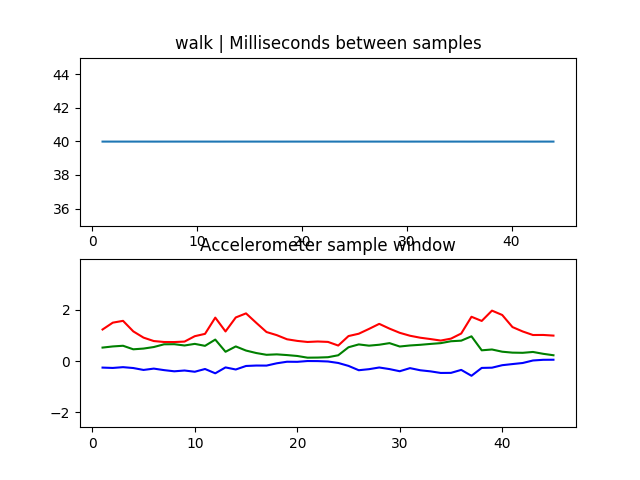 walk | Milliseconds between samples
44
42
40
38
36
0 10 20 30 40
Accelerometer sample window
2
0
−2
0 10 20 30 40